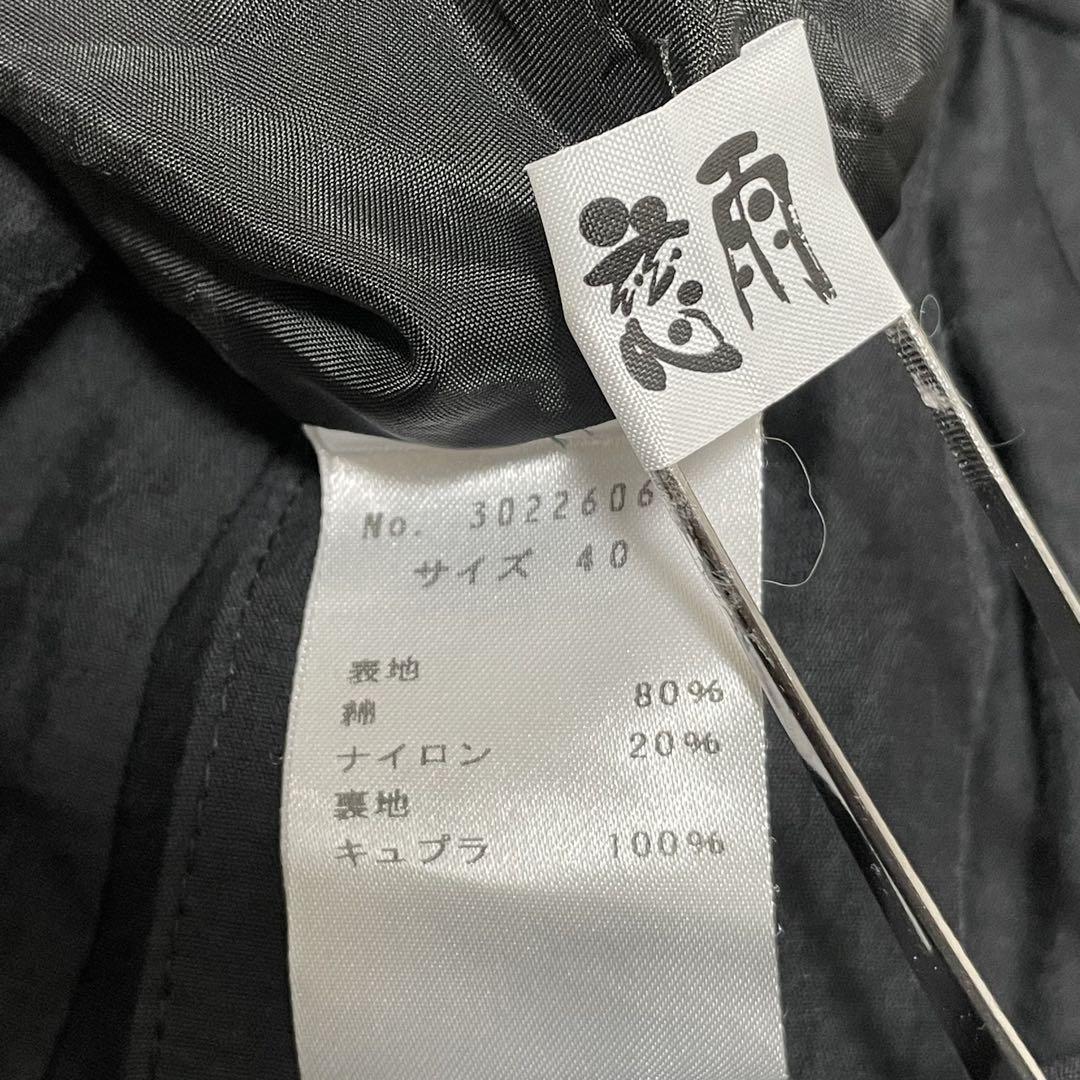 慈雨
No. 3022606
サイズ 40
表地
綿 80%
ナイロン 20%
裏地
キュプラ 100%